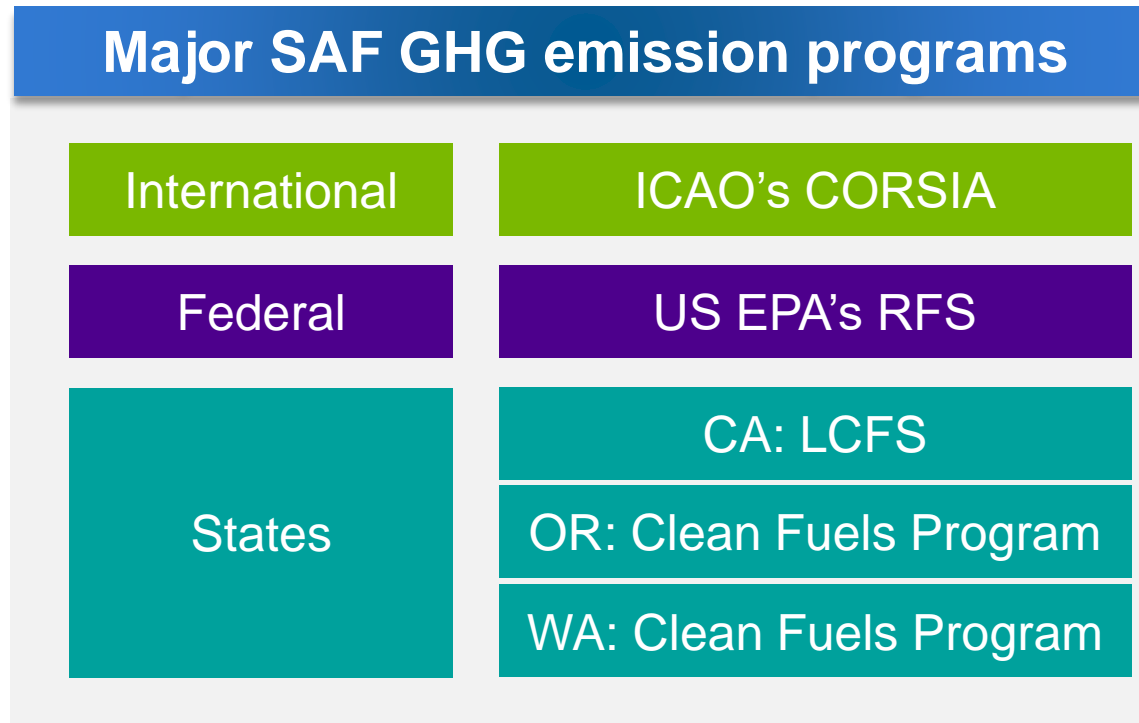 Major SAF GHG emission programs
International
ICAO’s CORSIA
Federal
US EPA’s RFS
States
CA: LCFS
OR: Clean Fuels Program
WA: Clean Fuels Program